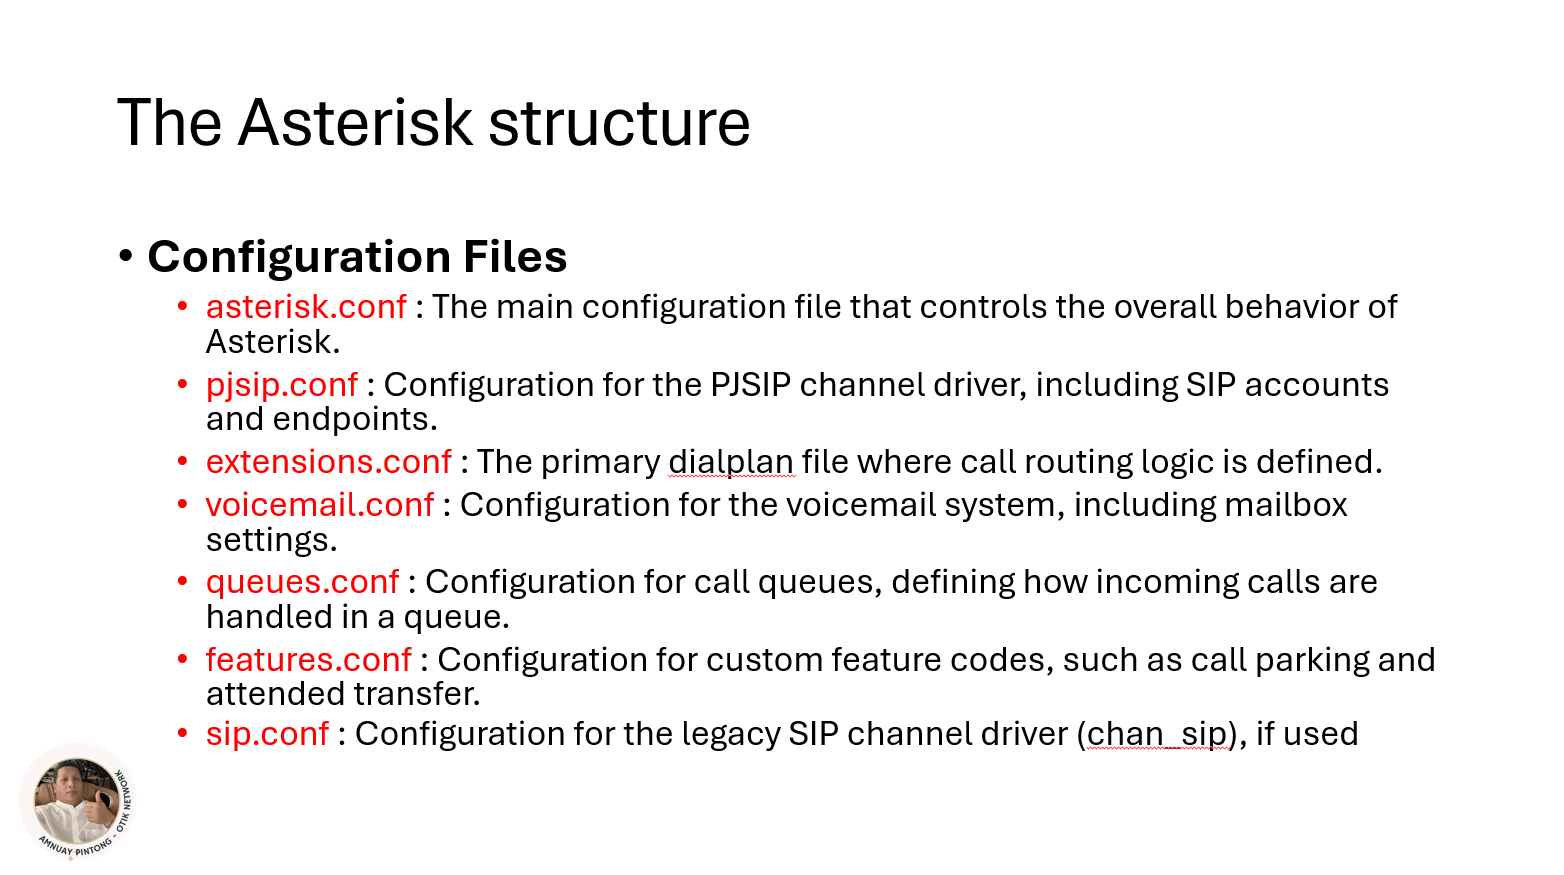 The Asterisk structure
• Configuration Files
• asterisk.conf : The main configuration file that controls the overall behavior of
Asterisk.
• pjsip.conf : Configuration for the PJSIP channel driver, including SIP accounts
and endpoints.
• extensions.conf : The primary dialplan file where call routing logic is defined.
• voicemail.conf : Configuration for the voicemail system, including mailbox
settings.
• queues.conf : Configuration for call queues, defining how incoming calls are
handled in a queue.
• features.conf : Configuration for custom feature codes, such as call parking and
attended transfer.
• sip.conf : Configuration for the legacy SIP channel driver (chan_sip), if used
AMNUAY PINTONG - OTIK NETWORK